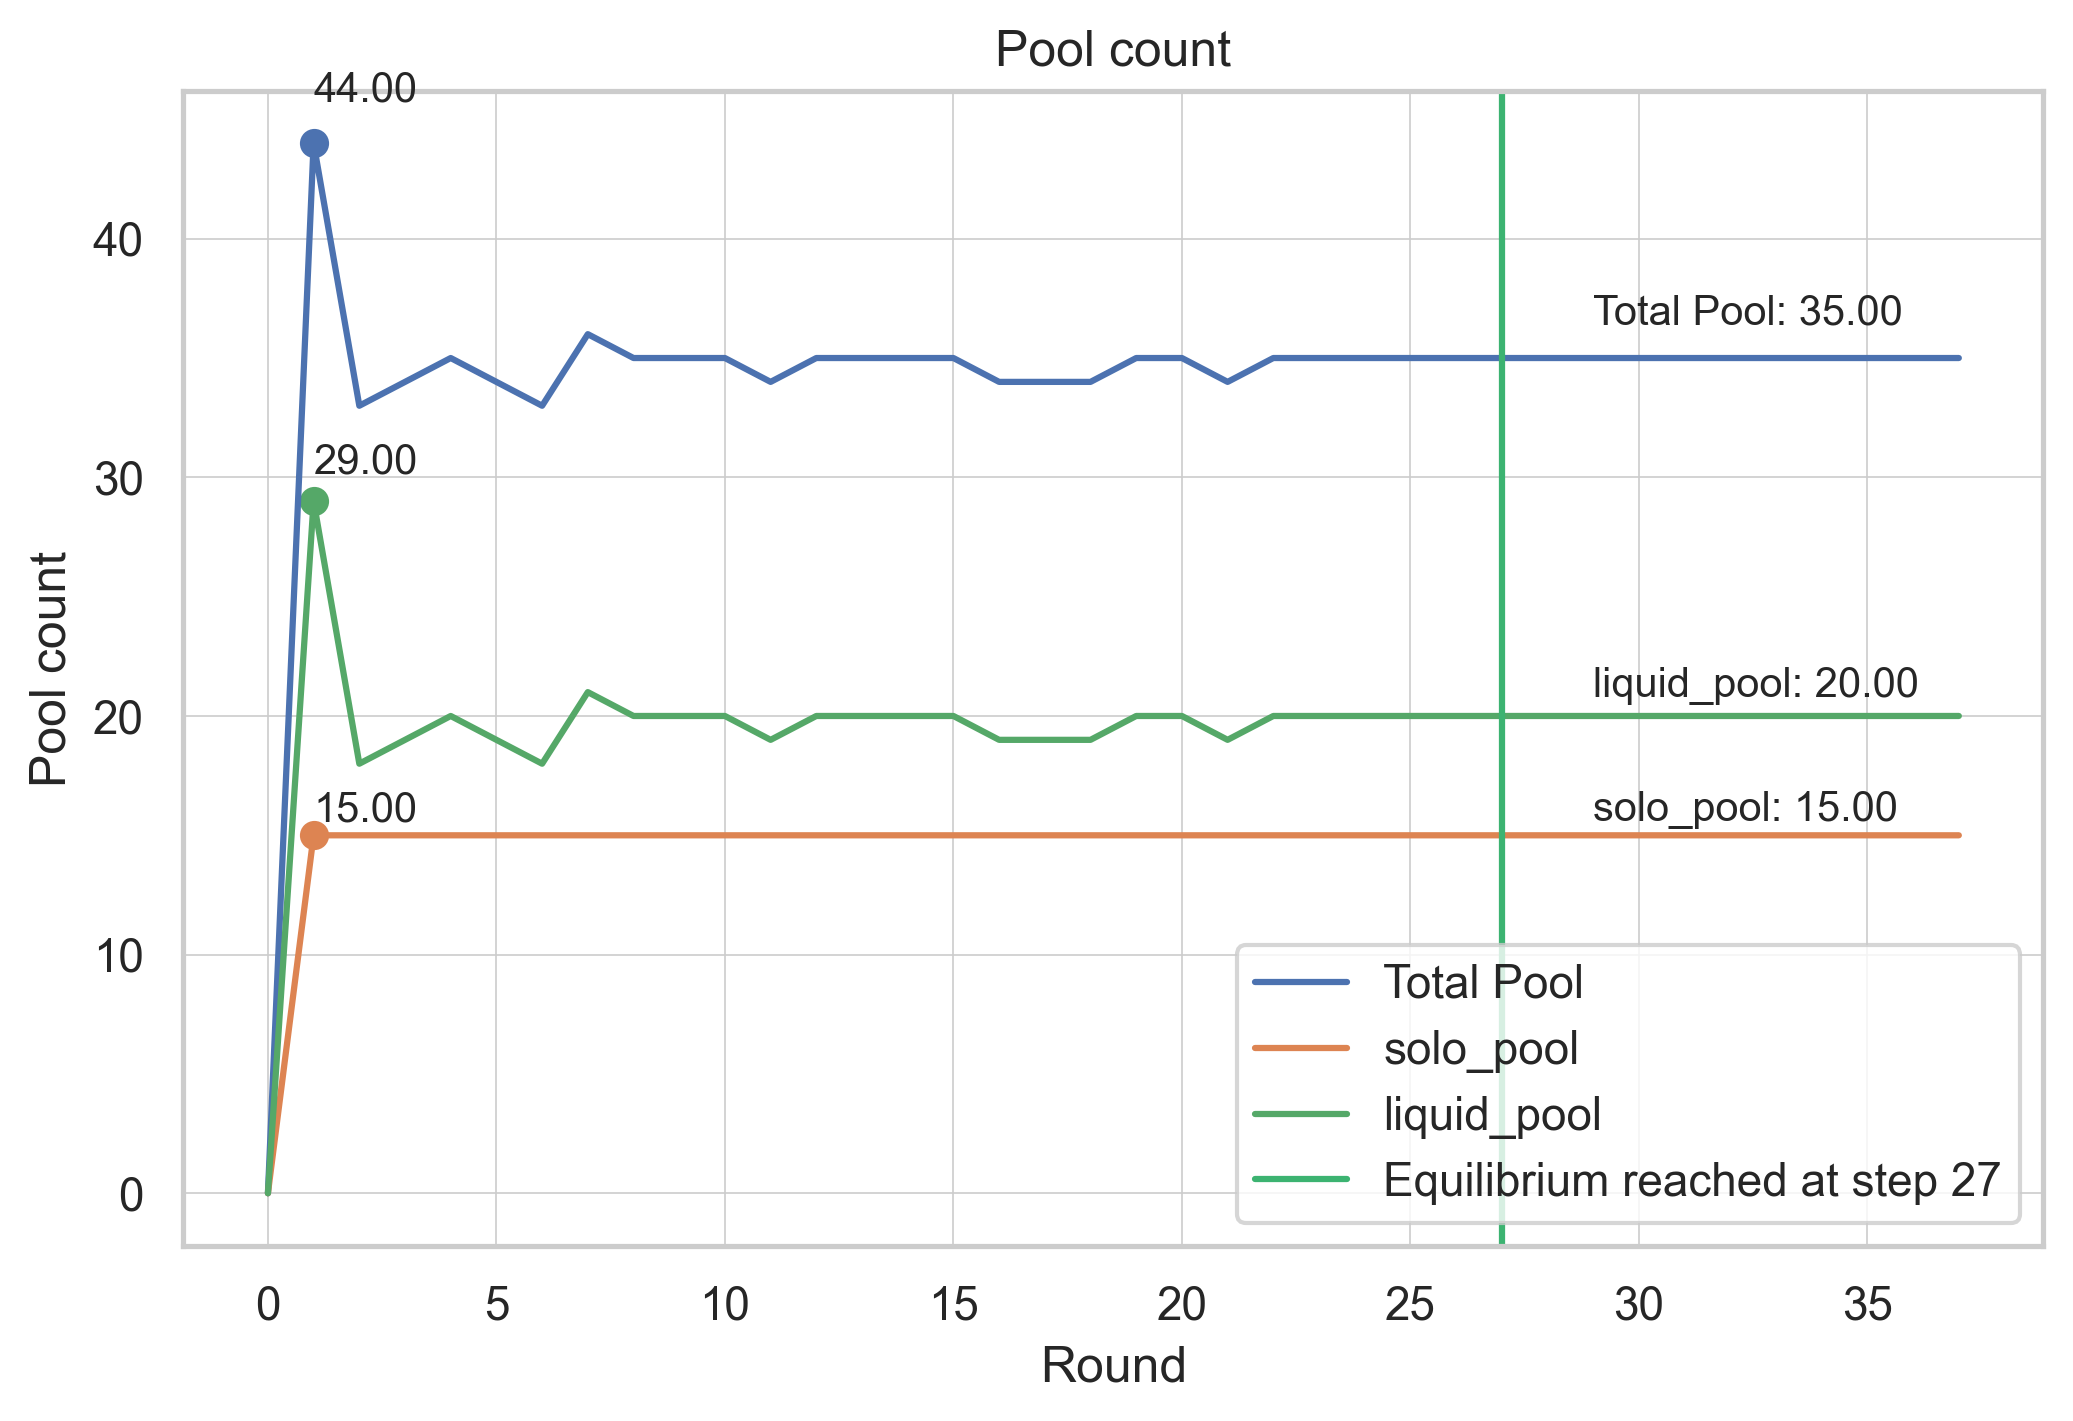 Pool count
44.00
40
Total Pool: 35.00
29.00
30
liquid_pool: 20.00
20
15.00
solo_pool: 15.00
Pool count
10
Total Pool
solo_pool
liquid_pool
Equilibrium reached at step 27
0
0 5 10 15 20 25 30 35
Round